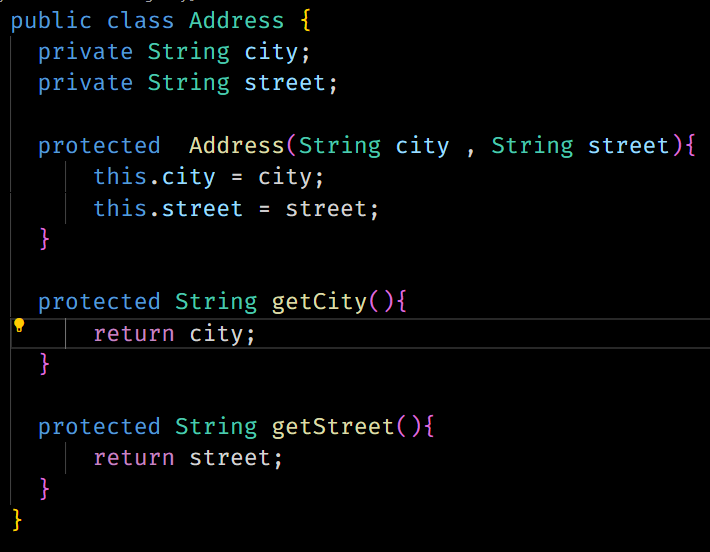 public class Address {
private String city;
private String street;
protected  Address(String city , String street){
this.city = city;
this.street = street;
}
protected String getCity(){
return city;
}
protected String getStreet(){
return street;
}
}